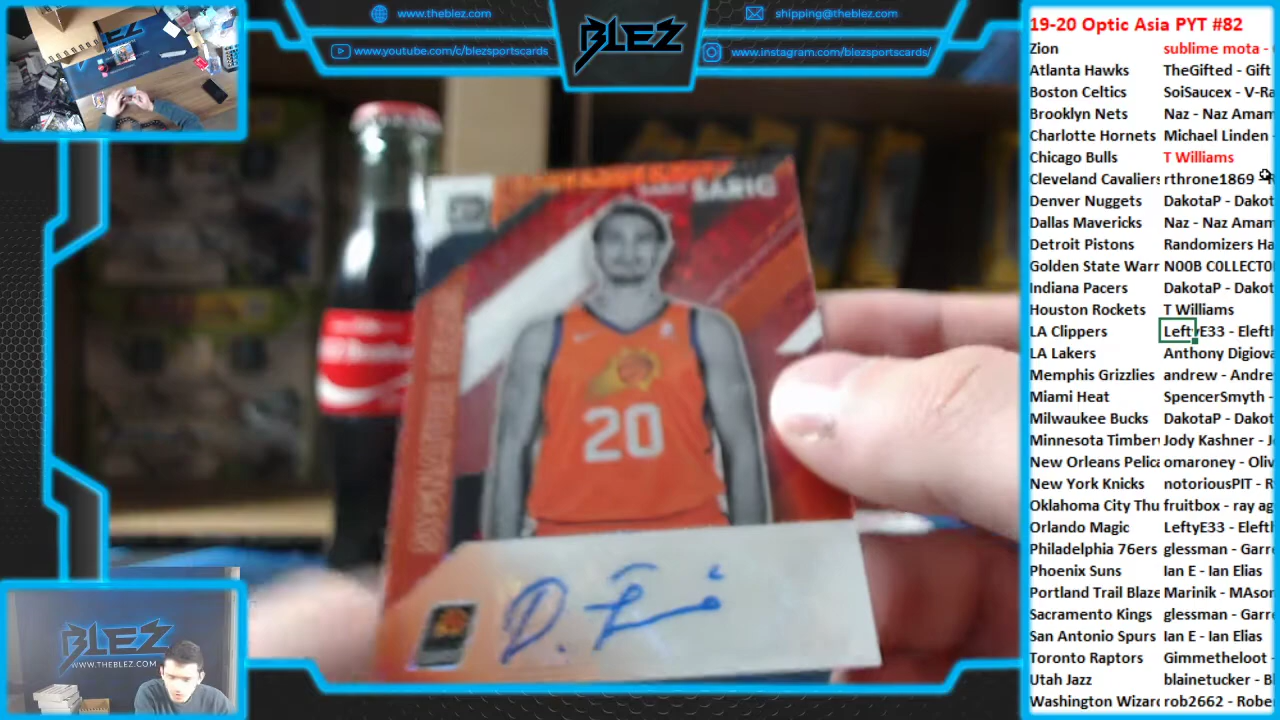 www.theblez.com
www.youtube.com/c/blezsportscards
BLEZ
shipping@theblez.com
www.instagram.com/blezsportscards/
SARIC
20
D.
BLEZ
WWW.THEBLEZ.COM
19-20 Optic Asia PYT #82
Zion sublime mota -
Atlanta Hawks TheGifted - Gift
Boston Celtics SoiSaucex - V-Ra
Brooklyn Nets Naz - Naz Amam
Charlotte Hornets Michael Linden -
Chicago Bulls T Williams
Cleveland Cavaliers rthrone1869 - R
Denver Nuggets DakotaP - Dakot
Dallas Mavericks Naz - Naz Amam
Detroit Pistons Randomizers Ha
Golden State Warr N00B C0LLECT0
Indiana Pacers DakotaP - Dakot
Houston Rockets T Williams
LA Clippers LeftyE33 - Elefth
LA Lakers Anthony Digiova
Memphis Grizzlies andrew - Andre
Miami Heat SpencerSmyth -
Milwaukee Bucks DakotaP - Dakot
Minnesota Timberv Jody Kashner - J
New Orleans Pelica omaroney - Oliv
New York Knicks notoriousPIT - R
Oklahoma City Thu fruitbox - ray ag
Orlando Magic LeftyE33 - Elefth
Philadelphia 76ers glessman - Garr
Phoenix Suns Ian E - Ian Elias
Portland Trail Blaze Marinik - MAson
Sacramento Kings glessman - Garr
San Antonio Spurs Ian E - Ian Elias
Toronto Raptors Gimmetheloot -
Utah Jazz blainetucker - B
Washington Wizard rob2662 - Robe